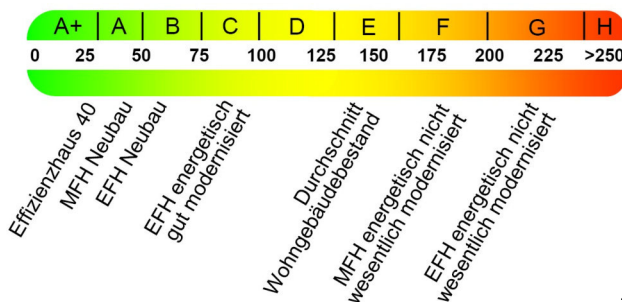 A+ A B C D E F G H
0 25 50 75 100 125 150 175 200 225 >250
Effizienzhaus 40
MFH Neubau
EFH Neubau
EFH energetisch
gut modernisiert
Durchschnitt
Wohngebäudebestand
MFH energetisch nicht
wesentlich modernisiert
EFH energetisch nicht
wesentlich modernisiert